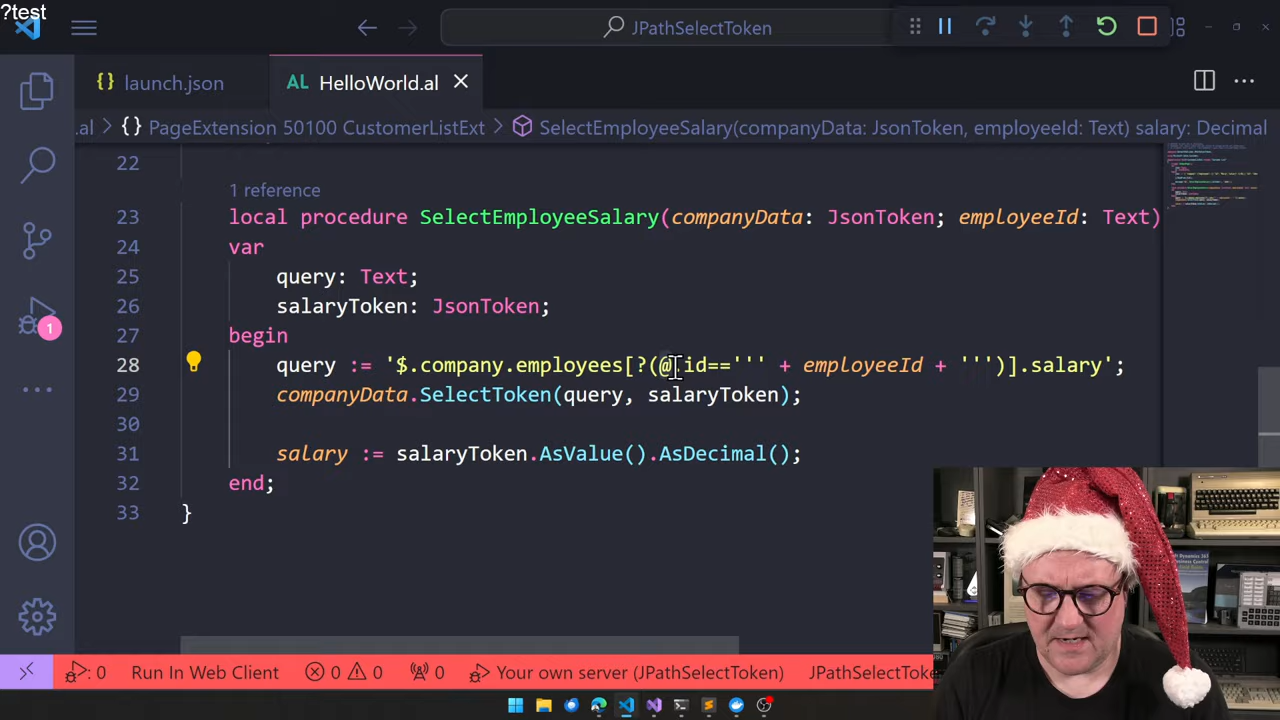 ?test
JPathSelectToken
{} launch.json
AL HelloWorld.al
.al > {} PageExtension 50100 CustomerListExt > SelectEmployeeSalary(companyData: JsonToken, employeeId: Text) salary: Decimal
22
1 reference
23 local procedure SelectEmployeeSalary(companyData: JsonToken; employeeId: Text)
24 var
25 query: Text;
26 salaryToken: JsonToken;
27 begin
28 query := '$.company.employees[?(@.id==''' + employeeId + ''')].salary';
29 companyData.SelectToken(query, salaryToken);
30
31 salary := salaryToken.AsValue().AsDecimal();
32 end;
33 }
1
0 Run In Web Client 0 0 0 Your own server (JPathSelectToken) JPathSelectToken